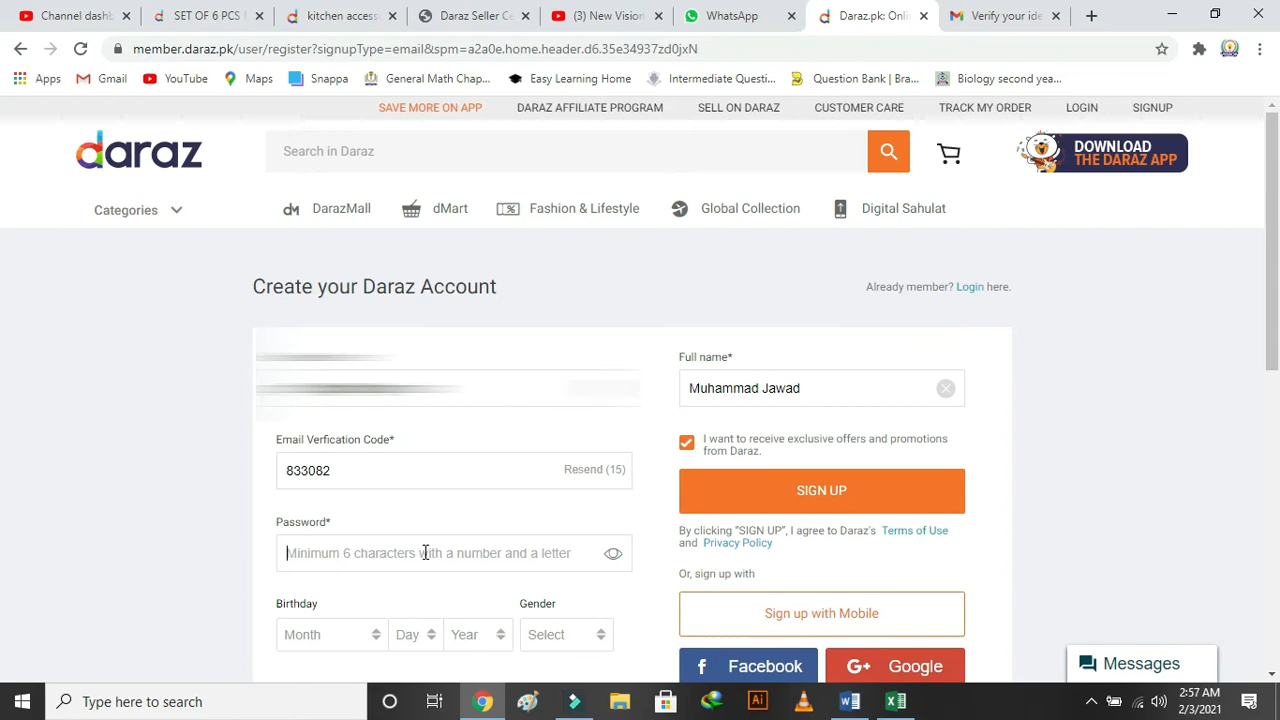 Channel dashb
SET OF 6 PCS
kitchen access
Daraz Seller Ce
(3) New Vision
WhatsApp
Daraz.pk: Onli
Verify your ide
member.daraz.pk/user/register?signupType=email&spm=a2a0e.home.header.d6.35e34937zd0jxN
Apps
Gmail
YouTube
Maps
Snappa
General Math Chap...
Easy Learning Home
Intermediate Questi...
Question Bank | Bra...
Biology second yea...
SAVE MORE ON APP
DARAZ AFFILIATE PROGRAM
SELL ON DARAZ
CUSTOMER CARE
TRACK MY ORDER
LOGIN
SIGNUP
daraz
Search in Daraz
DOWNLOAD
THE DARAZ APP
Categories
DarazMall
dMart
Fashion & Lifestyle
Global Collection
Digital Sahulat
Create your Daraz Account
Already member? Login here.
Full name*
Muhammad Jawad
Email Verfication Code*
833082
Resend (15)
I want to receive exclusive offers and promotions
from Daraz.
SIGN UP
Password*
Minimum 6 characters with a number and a letter
By clicking “SIGN UP”, I agree to Daraz's Terms of Use
and Privacy Policy
Or, sign up with
Birthday
Gender
Month
Day
Year
Select
Sign up with Mobile
Facebook
Google
Messages
Type here to search
2:57 AM
2/3/2021